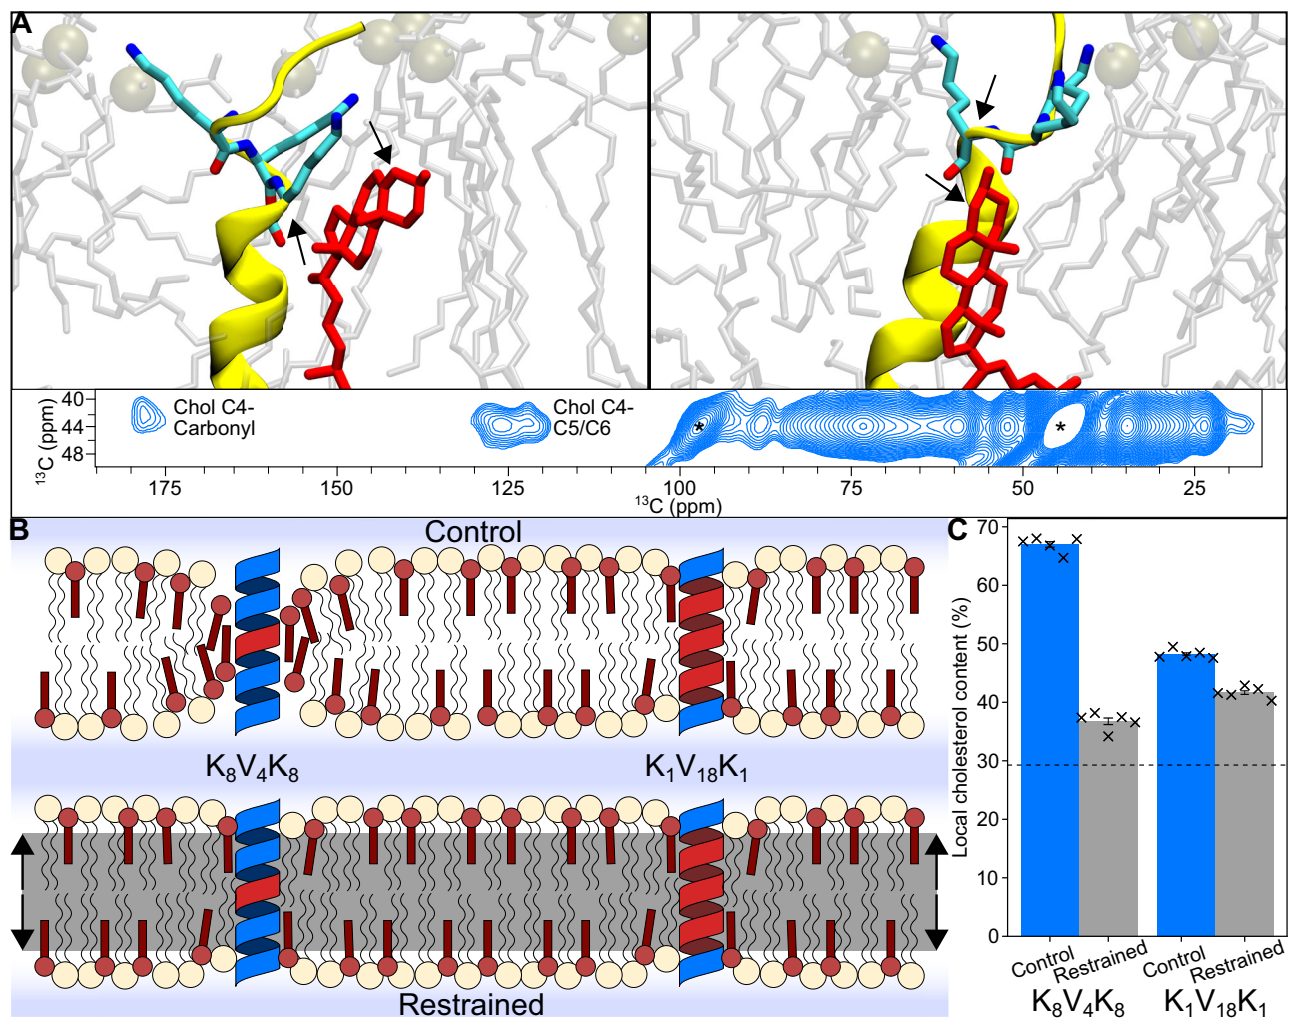 A
40
44
48
¹³C (ppm)
Chol C4-
Carbonyl
Chol C4-
C5/C6
*
*
175
150
125
100
75
50
25
¹³C (ppm)
B
Control
K₈V₄K₈
K₁V₁₈K₁
Restrained
C
Local cholesterol content (%)
70
60
50
40
30
20
10
0
Control
Restrained
Control
Restrained
K₈V₄K₈
K₁V₁₈K₁